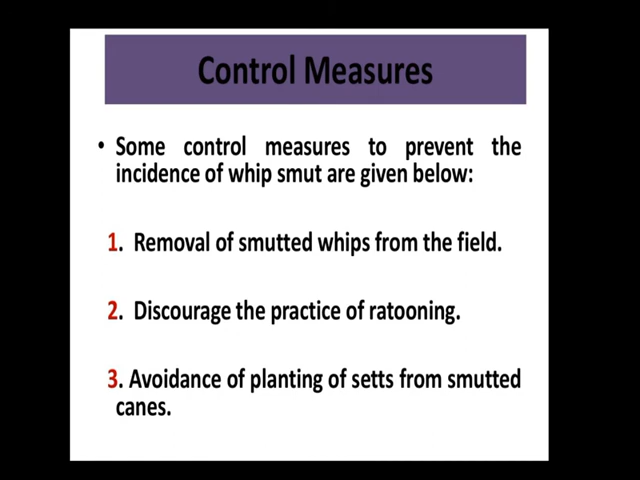 Control Measures
• Some control measures to prevent the
incidence of whip smut are given below:
1. Removal of smutted whips from the field.
2. Discourage the practice of ratooning.
3. Avoidance of planting of setts from smutted
canes.